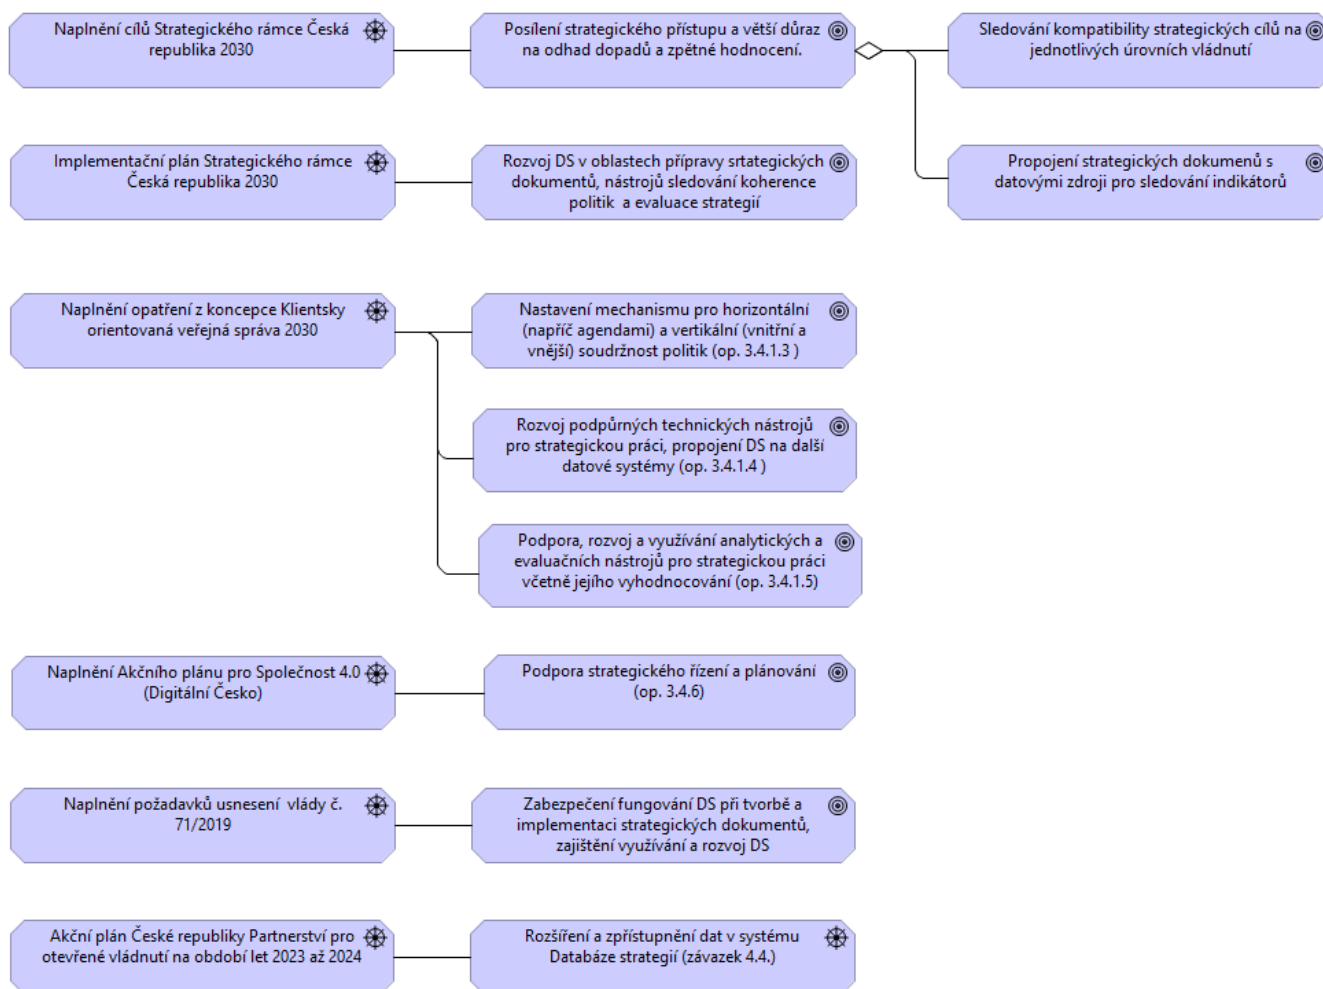 Naplnění cílů Strategického rámce Česká
republika 2030
Posílení strategického přístupu a větší důraz
na odhad dopadů a zpětné hodnocení.
Sledování kompatibility strategických cílů na
jednotlivých úrovních vládnutí
Implementační plán Strategického rámce
Česká republika 2030
Rozvoj DS v oblastech přípravy srtategických
dokumentů, nástrojů sledování koherence
politik a evaluace strategií
Propojení strategických dokumenů s
datovými zdroji pro sledování indikátorů
Naplnění opatření z koncepce Klientsky
orientovaná veřejná správa 2030
Nastavení mechanismu pro horizontální
(napříč agendami) a vertikální (vnitřní a
vnější) soudržnost politik (op. 3.4.1.3 )
Rozvoj podpůrných technických nástrojů
pro strategickou práci, propojení DS na další
datové systémy (op. 3.4.1.4 )
Podpora, rozvoj a využívání analytických a
evaluačních nástrojů pro strategickou práci
včetně jejího vyhodnocování (op. 3.4.1.5)
Naplnění Akčního plánu pro Společnost 4.0
(Digitální Česko)
Podpora strategického řízení a plánování
(op. 3.4.6)
Naplnění požadavků usnesení vlády č.
71/2019
Zabezpečení fungování DS při tvorbě a
implementaci strategických dokumentů,
zajištění využívání a rozvoj DS
Akční plán České republiky Partnerství pro
otevřené vládnutí na období let 2023 až 2024
Rozšíření a zpřístupnění dat v systému
Databáze strategií (závazek 4.4.)